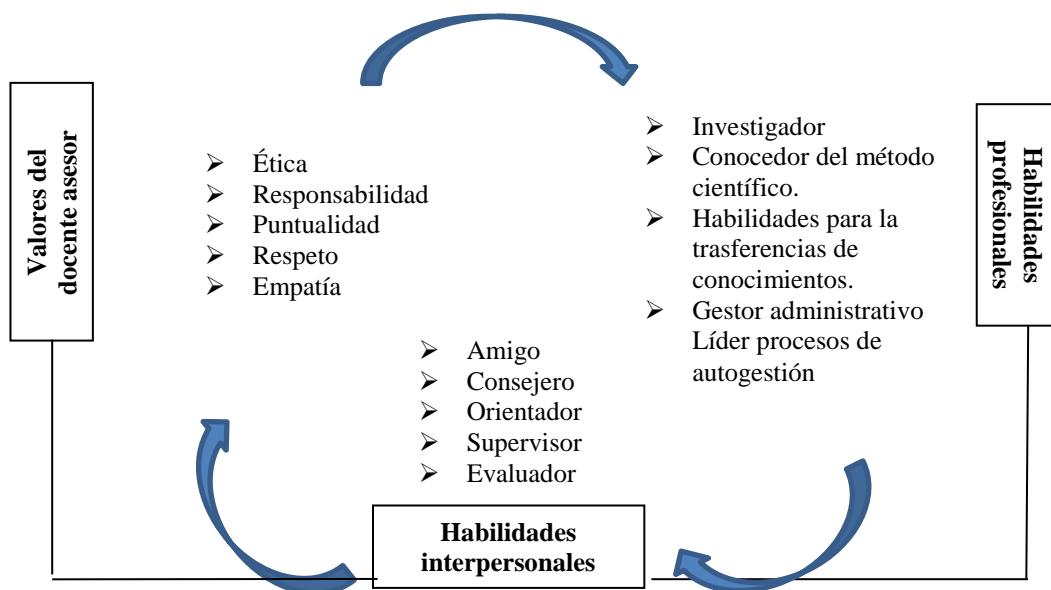 Valores del
docente asesor
Ética
Responsabilidad
Puntualidad
Respeto
Empatía
Investigador
Conocedor del método
científico.
Habilidades para la
trasferencias de
conocimientos.
Gestor administrativo
Líder procesos de
autogestión
Habilidades
profesionales
Amigo
Consejero
Orientador
Supervisor
Evaluador
Habilidades
interpersonales